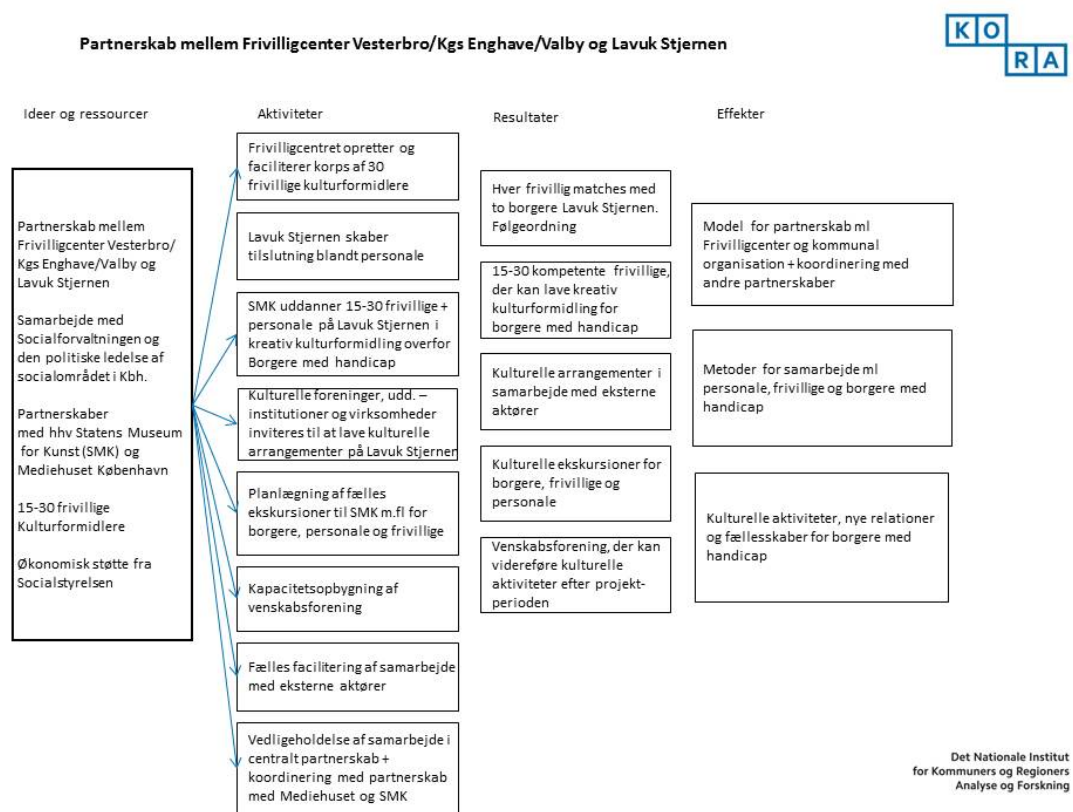 Partnerskab mellem Frivilligcenter Vesterbro/Kgs Enghave/Valby og Lavuk Stjernen
KO
RA
Ideer og ressourcer
Partnerskab mellem
Frivilligcenter Vesterbro/
Kgs Enghave/Valby og
Lavuk Stjernen
Samarbejde med
Socialforvaltningen og
den politiske ledelse af
socialområdet i Kbh.
Partnerskaber
med hhv Statens Museum
for Kunst (SMK) og
Mediehuset København
15-30 frivillige
Kulturformidlere
Økonomisk støtte fra
Socialstyrelsen
Aktiviteter
Frivilligcentret opretter og
faciliterer korps af 30
frivillige kulturformidlere
Lavuk Stjernen skaber
tilslutning blandt personale
SMK uddanner 15-30 frivillige +
personale på Lavuk Stjernen i
kreativ kulturformidling overfor
Borgere med handicap
Kulturelle foreninger, udd. –
institutioner og virksomheder
inviteres til at lave kulturelle
arrangementer på Lavuk Stjernen
Planlægning af fælles
ekskursioner til SMK m.fl for
borgere, personale og frivillige
Kapacitetsopbygning af
venskabsforening
Fælles facilitering af samarbejde
med eksterne aktører
Vedligeholdelse af samarbejde i
centralt partnerskab +
koordinering med partnerskab
med Mediehuset og SMK
Resultater
Hver frivillig matches med
to borgere Lavuk Stjernen.
Følgeordning
15-30 kompetente frivillige,
der kan lave kreativ
kulturformidling for
borgere med handicap
Kulturelle arrangementer i
samarbejde med eksterne
aktører
Kulturelle ekskursioner for
borgere, frivillige og
personale
Venskabsforening, der kan
videreføre kulturelle
aktiviteter efter projekt-
perioden
Effekter
Model for partnerskab ml
Frivilligcenter og kommunal
organisation + koordinering med
andre partnerskaber
Metoder for samarbejde ml
personale, frivillige og borgere med
handicap
Kulturelle aktiviteter, nye relationer
og fællesskaber for borgere med
handicap
Det Nationale Institut
for Kommuners og Regioners
Analyse og Forskning